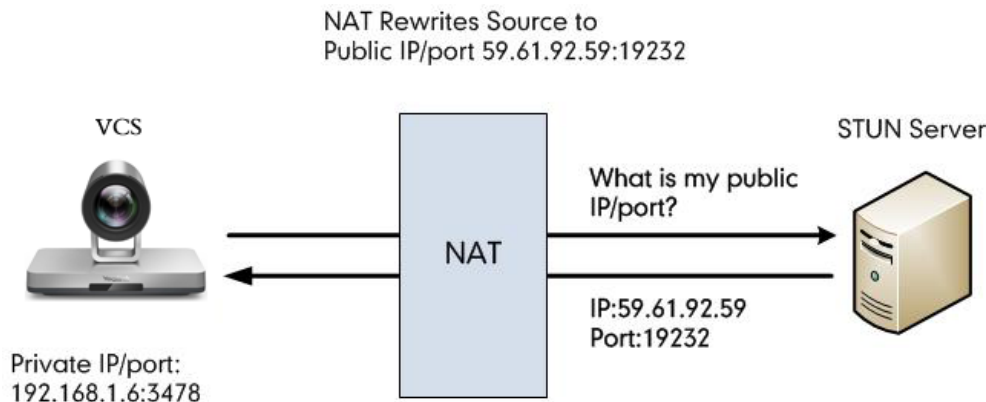 NAT Rewrites Source to
Public IP/port 59.61.92.59:19232
VCS
STUN Server
What is my public
IP/port?
NAT
IP:59.61.92.59
Port:19232
Private IP/port:
192.168.1.6:3478